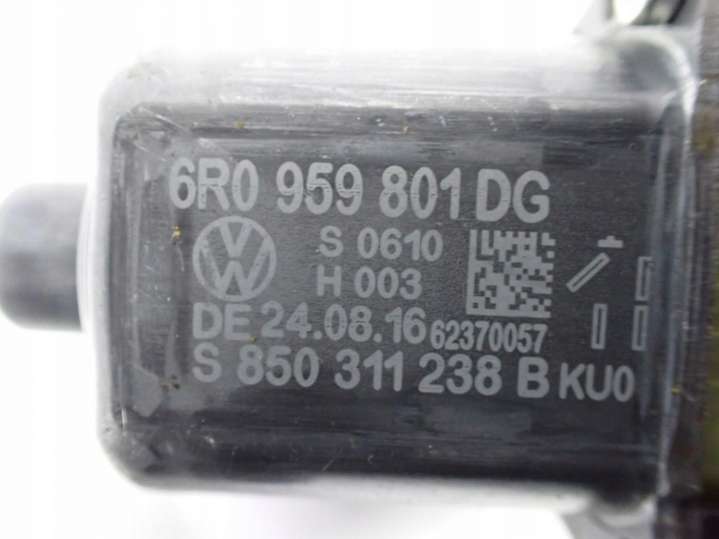 6R0 959 801 DG
S 0610
H 003
DE 24.08.16 62370057
S 850 311 238 B KU0